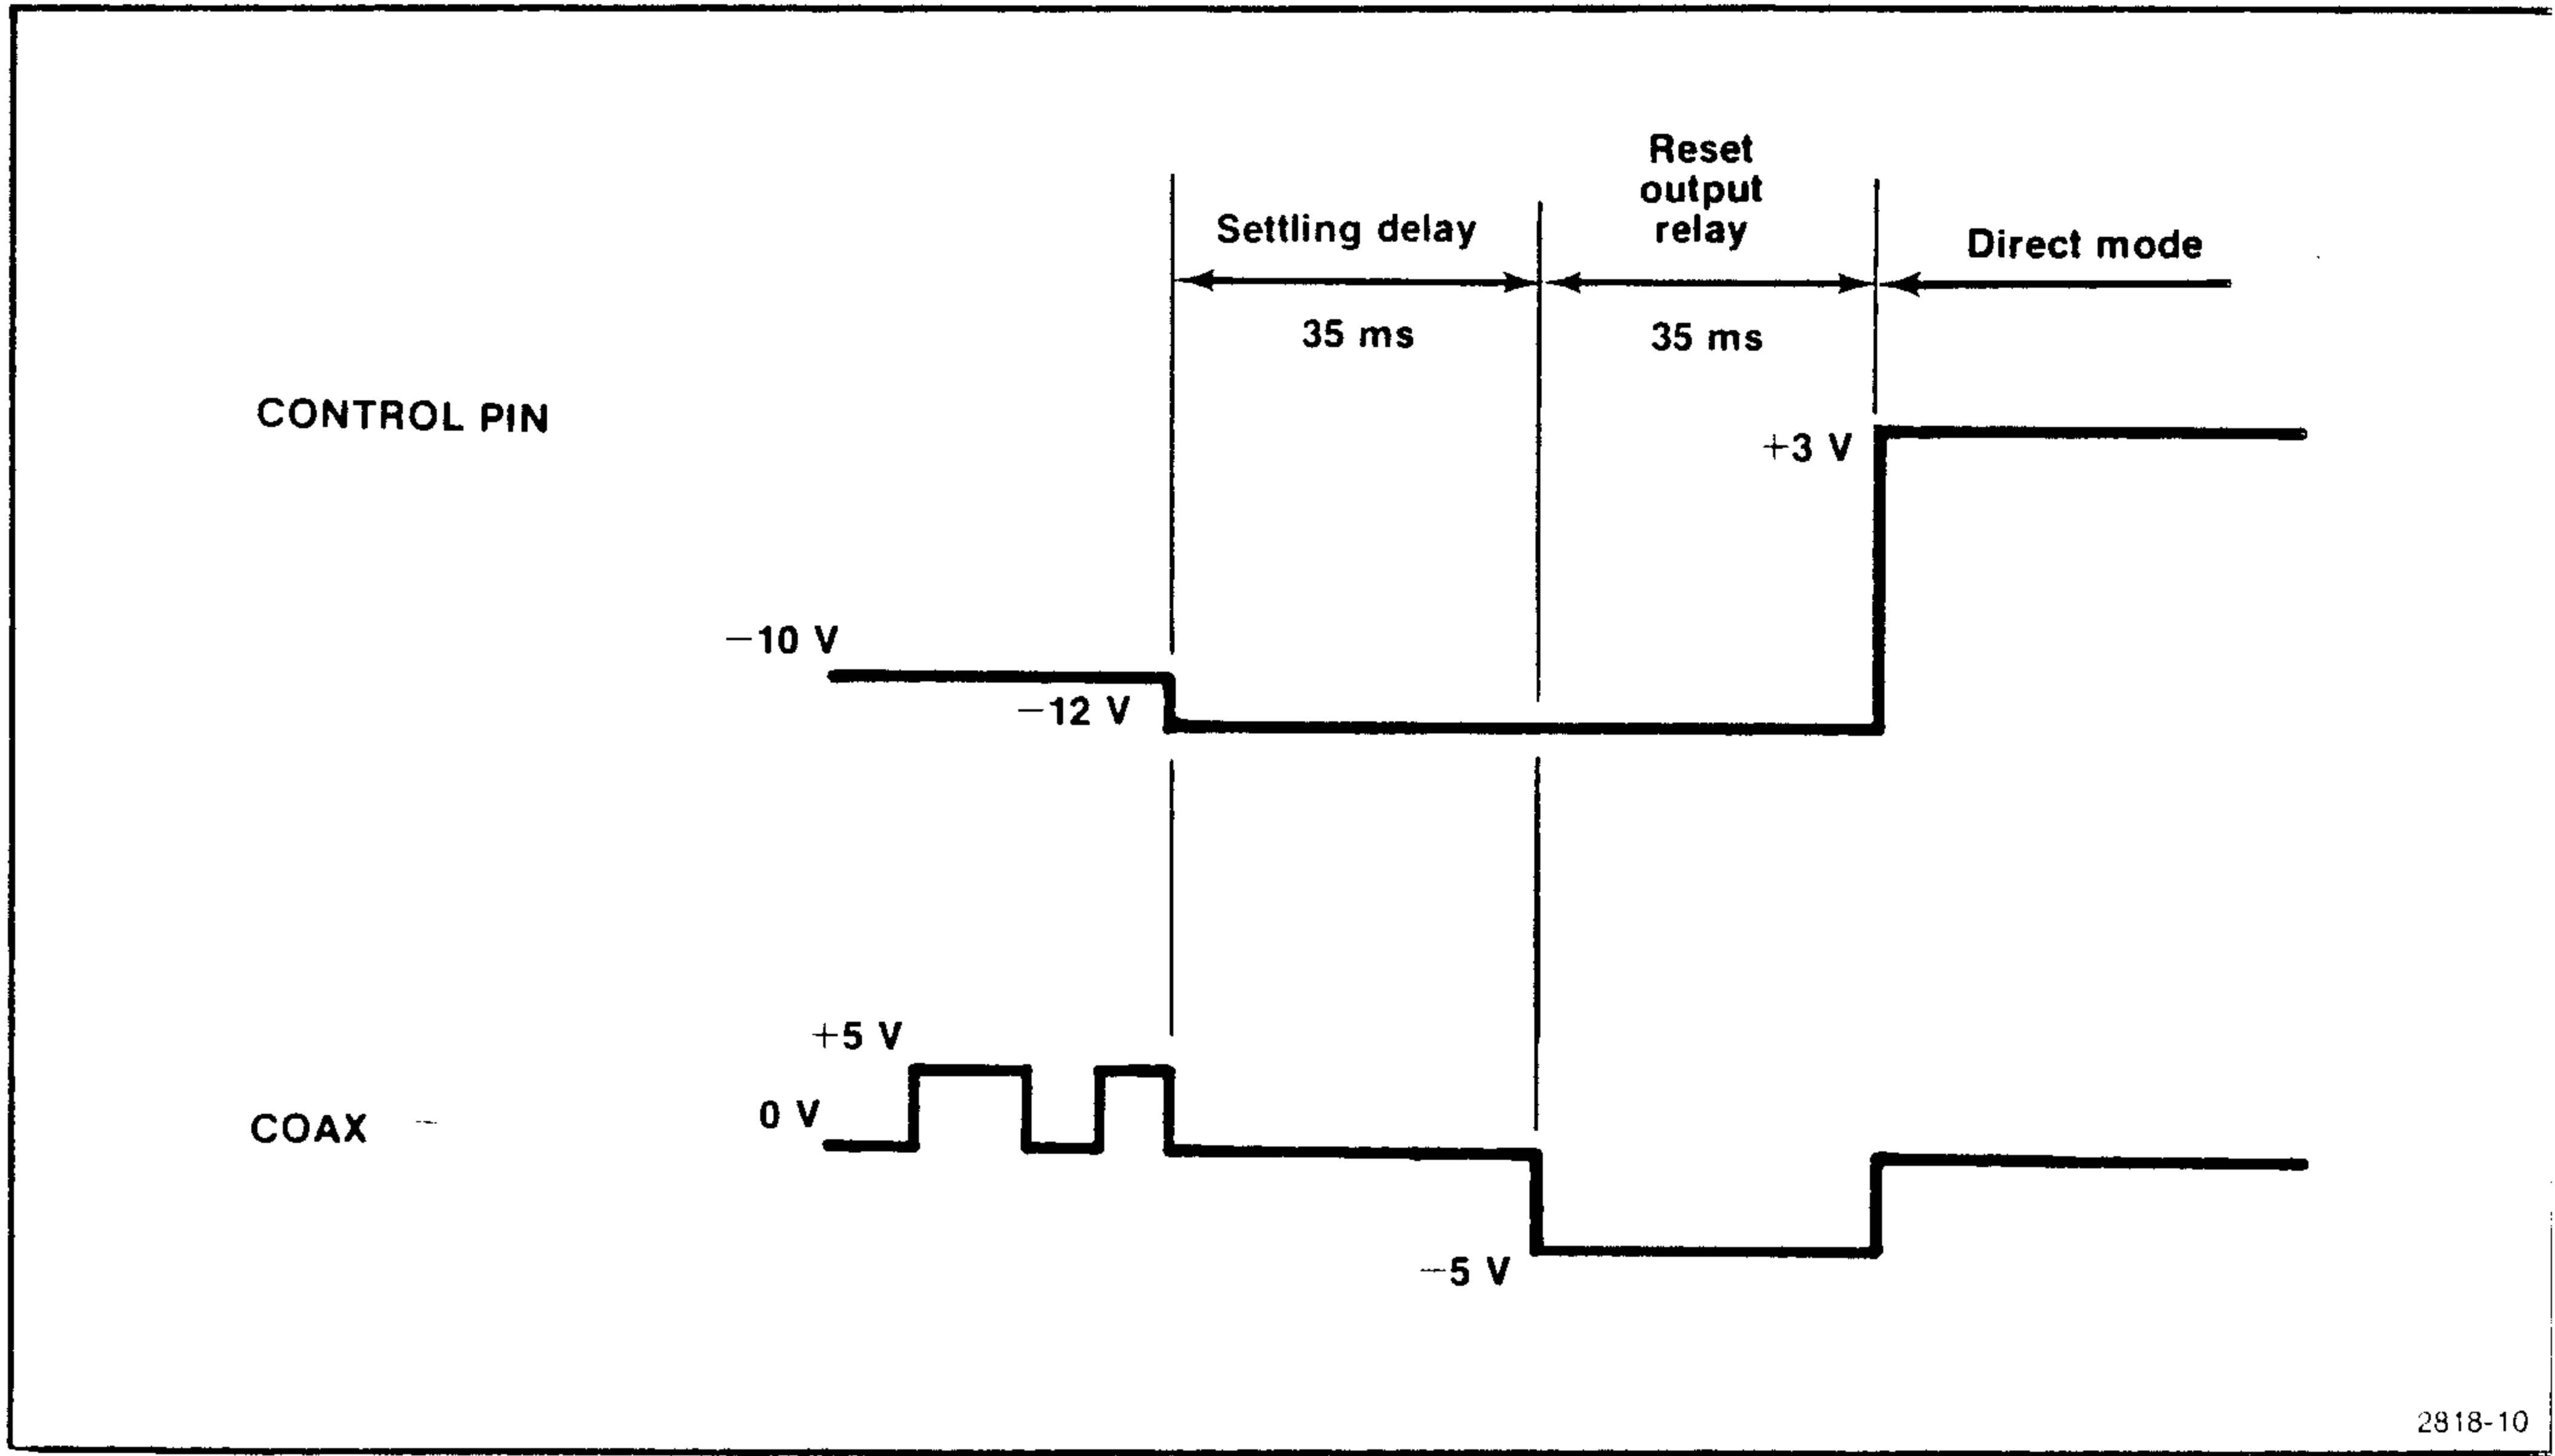 Reset
output
relay
Settling delay
Direct mode
35 ms
35 ms
CONTROL PIN
+3 V
−10 V
−12 V
+5 V
0 V
COAX
−5 V
2818-10